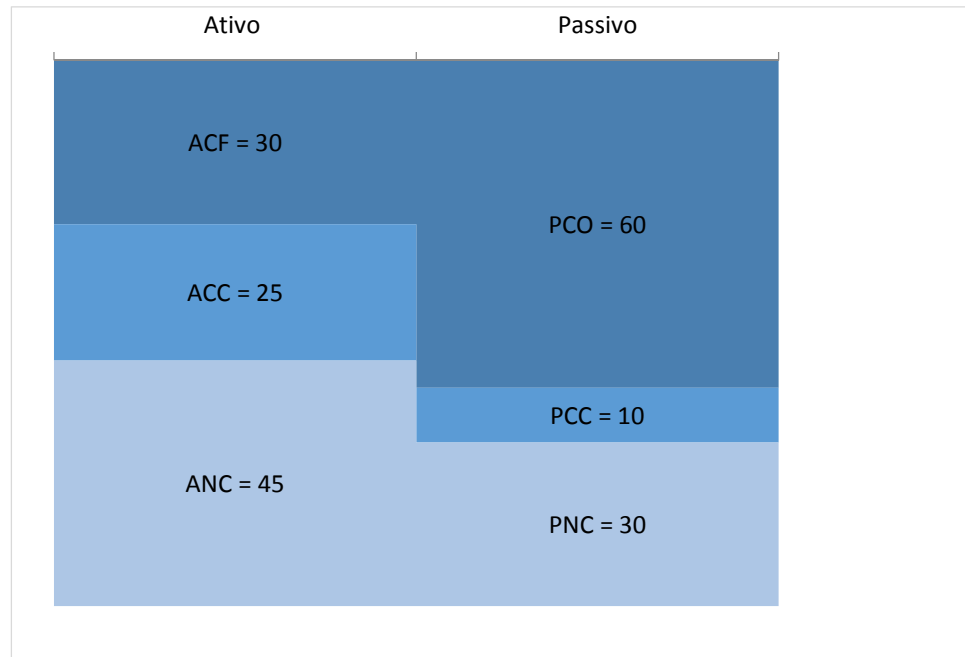 Ativo
Passivo
ACF = 30
PCO = 60
ACC = 25
PCC = 10
ANC = 45
PNC = 30